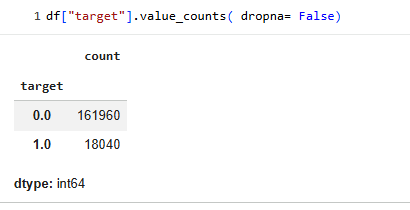 1 df["target"].value_counts( dropna= False)
count
target
0.0 161960
1.0 18040
dtype: int64